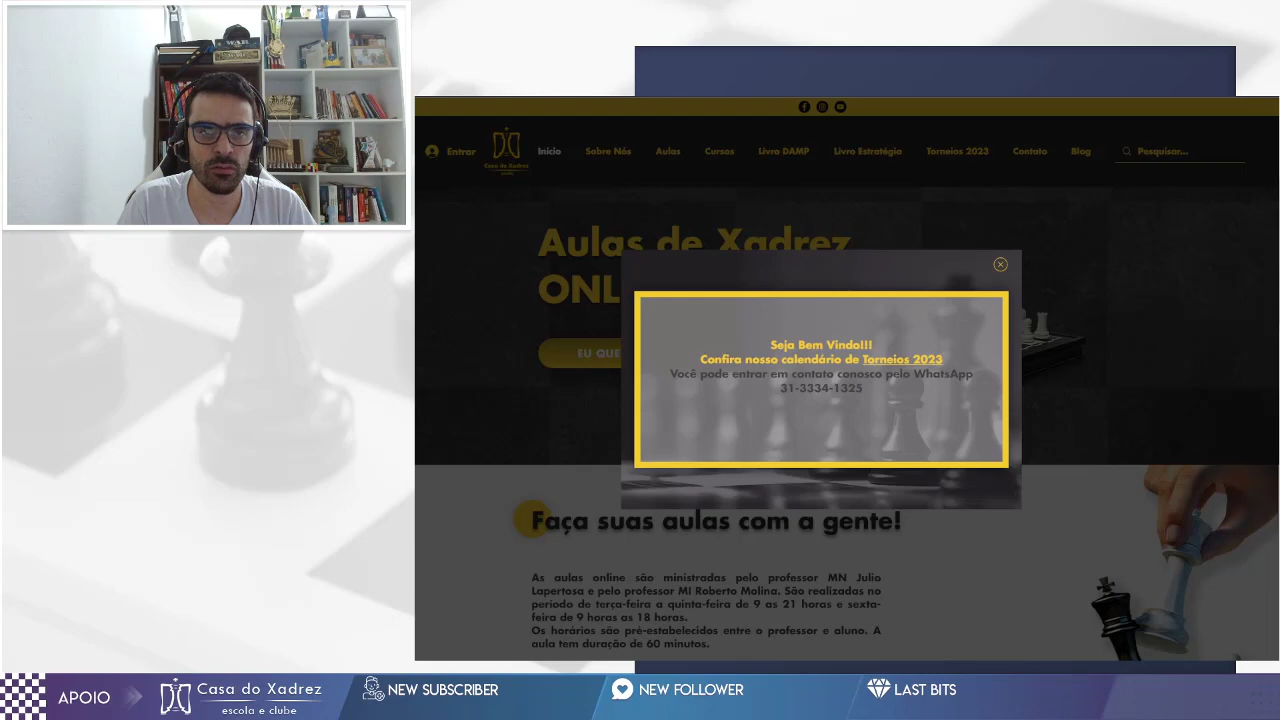 Entrar
Casa do Xadrez
Início
Sobre Nós
Aulas
Cursos
Livro DAMP
Livro Estratégia
Torneios 2023
Contato
Blog
Pesquisar...
Aulas de Xadrez
ONL
EU QUE
Seja Bem Vindo!!!
Confira nosso calendário de Torneios 2023
Você pode entrar em contato conosco pelo WhatsApp
31-3334-1325
Faça suas aulas com a gente!
As aulas online são ministradas pelo professor MN Julio
Lapertosa e pelo professor MI Roberto Molina. São realizadas no
período de terça-feira a quinta-feira de 9 as 21 horas e sexta-
feira de 9 horas as 18 horas.
Os horários são pré-estabelecidos entre o professor e aluno. A
aula tem duração de 60 minutos.
APOIO
Casa do Xadrez
escola e clube
NEW SUBSCRIBER
NEW FOLLOWER
LAST BITS